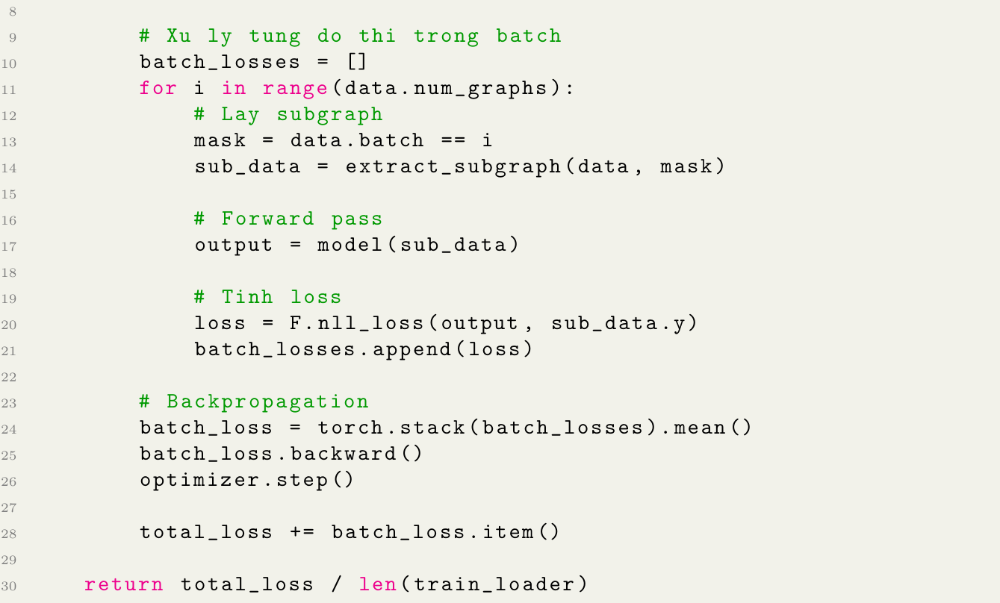 8
9 # Xu ly tung do thi trong batch
10 batch_losses = []
11 for i in range(data.num_graphs):
12 # Lay subgraph
13 mask = data.batch == i
14 sub_data = extract_subgraph(data, mask)
15
16 # Forward pass
17 output = model(sub_data)
18
19 # Tinh loss
20 loss = F.nll_loss(output, sub_data.y)
21 batch_losses.append(loss)
22
23 # Backpropagation
24 batch_loss = torch.stack(batch_losses).mean()
25 batch_loss.backward()
26 optimizer.step()
27
28 total_loss += batch_loss.item()
29
30 return total_loss / len(train_loader)